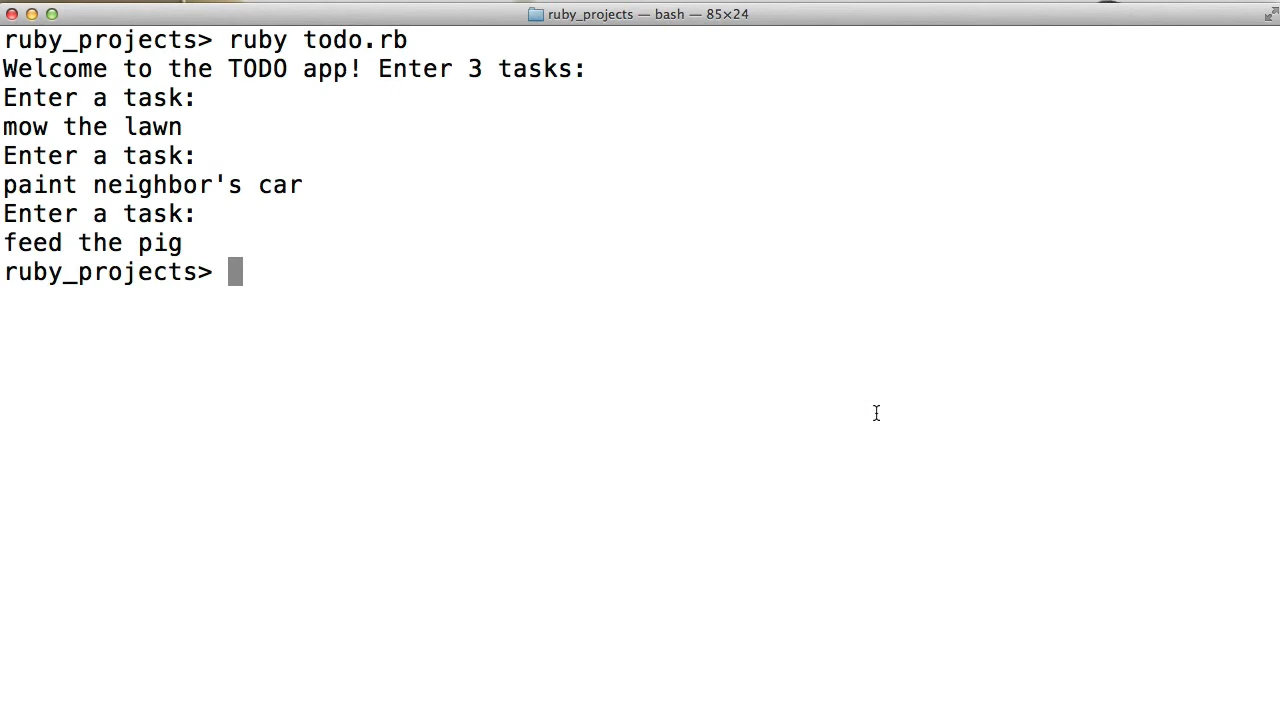 ruby_projects — bash — 85×24
ruby_projects> ruby todo.rb
Welcome to the TODO app! Enter 3 tasks:
Enter a task:
mow the lawn
Enter a task:
paint neighbor's car
Enter a task:
feed the pig
ruby_projects>